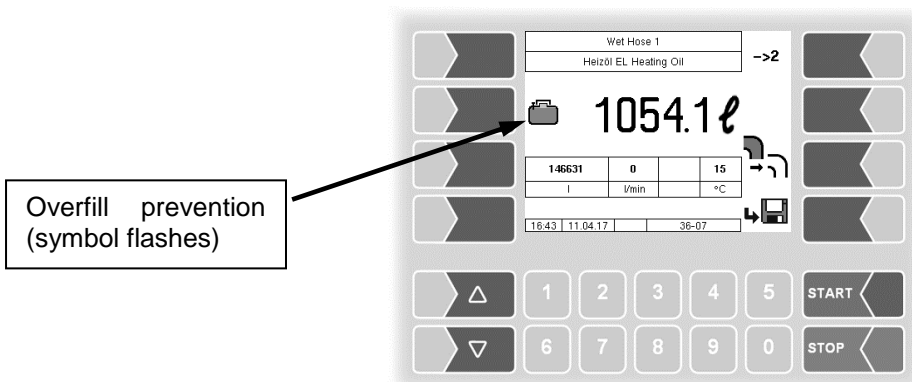 Wet Hose 1
Heizöl EL Heating Oil
->2
1054.1 ℓ
146631 0 15
l l/min °C
16:43 11.04.17 36-07
Overfill prevention
(symbol flashes)
1 2 3 4 5 START
6 7 8 9 0 STOP